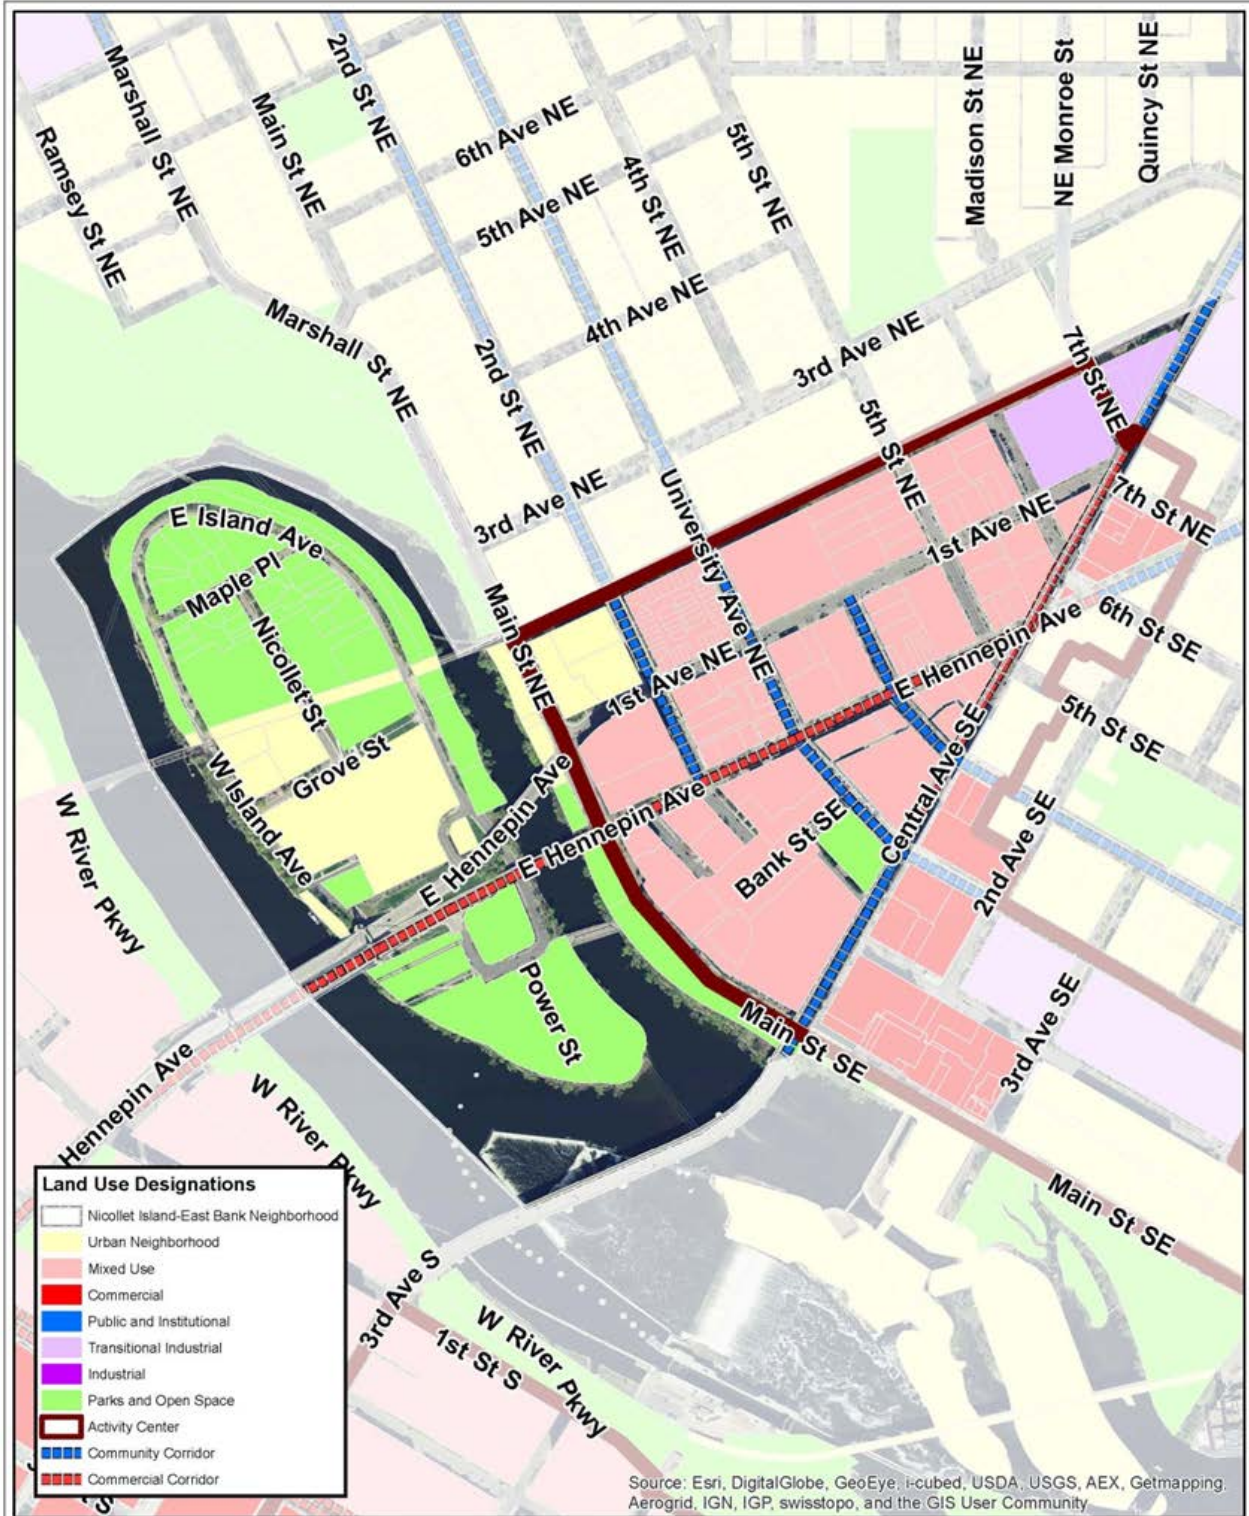 Marshall St NE
2nd St NE
Main St NE
Ramsey St NE
6th Ave NE
5th Ave NE
4th St NE
5th St NE
Madison St NE
NE Monroe St
Quincy St NE
Marshall St NE
2nd St NE
4th Ave NE
3rd Ave NE
7th St NE
5th St NE
3rd Ave NE
University Ave NE
1st Ave NE
7th St NE
E Island Ave
Maple Pl
Nicollet St
Grove St
W Island Ave
Main St NE
1st Ave NE
E Hennepin Ave
6th St SE
5th St SE
E Hennepin Ave
E Hennepin Ave
E Hennepin Ave
Central Ave SE
Bank St SE
2nd Ave SE
W River Pkwy
Power St
Main St SE
3rd Ave SE
Hennepin Ave
W River Pkwy
Main St SE
3rd Ave S
1st St S
W River Pkwy
Land Use Designations
Nicollet Island-East Bank Neighborhood
Urban Neighborhood
Mixed Use
Commercial
Public and Institutional
Transitional Industrial
Industrial
Parks and Open Space
Activity Center
Community Corridor
Commercial Corridor
Source: Esri, DigitalGlobe, GeoEye, i-cubed, USDA, USGS, AEX, Getmapping,
Aerogrid, IGN, IGP, swisstopo, and the GIS User Community